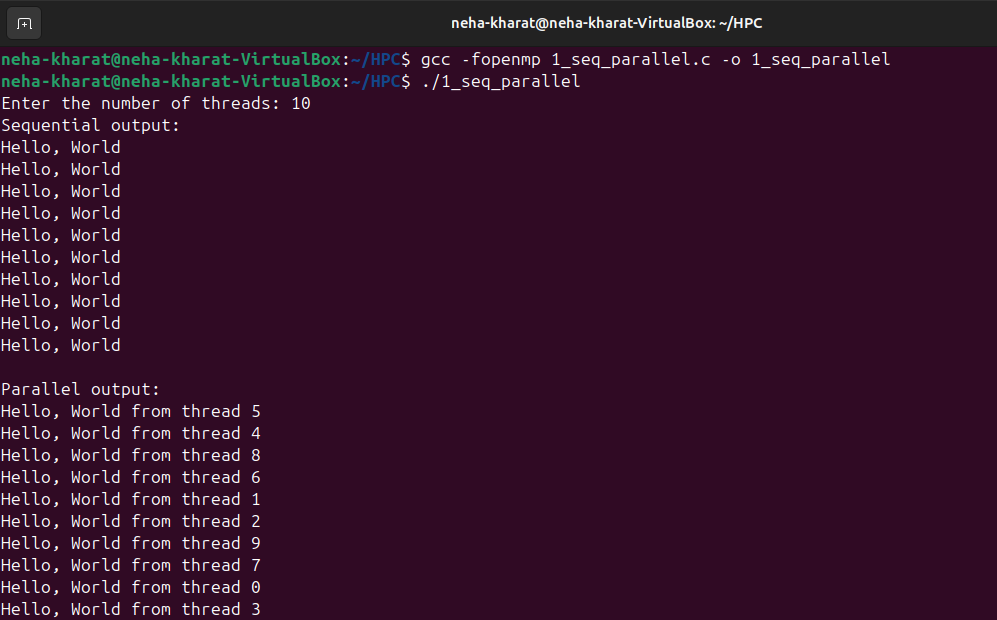 neha-kharat@neha-kharat-VirtualBox: ~/HPC
neha-kharat@neha-kharat-VirtualBox:~/HPC$ gcc -fopenmp 1_seq_parallel.c -o 1_seq_parallel
neha-kharat@neha-kharat-VirtualBox:~/HPC$ ./1_seq_parallel
Enter the number of threads: 10
Sequential output:
Hello, World
Hello, World
Hello, World
Hello, World
Hello, World
Hello, World
Hello, World
Hello, World
Hello, World
Hello, World
Parallel output:
Hello, World from thread 5
Hello, World from thread 4
Hello, World from thread 8
Hello, World from thread 6
Hello, World from thread 1
Hello, World from thread 2
Hello, World from thread 9
Hello, World from thread 7
Hello, World from thread 0
Hello, World from thread 3